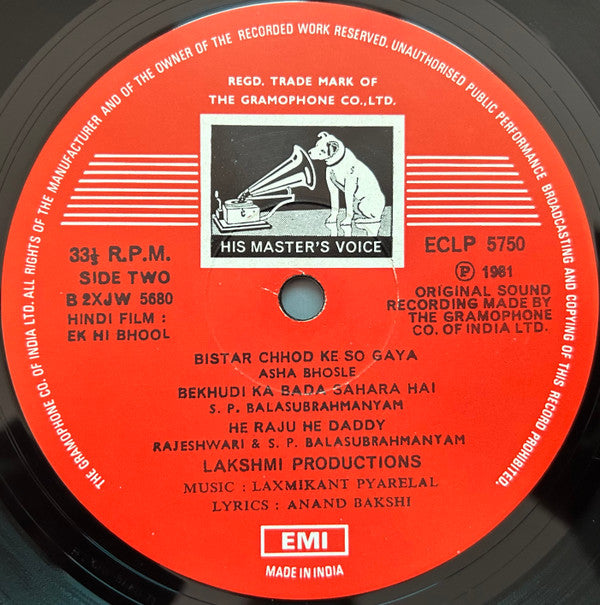 THE GRAMOPHONE CO. OF INDIA LTD. ALL RIGHTS OF THE MANUFACTURER AND OF THE OWNER OF THE RECORDED WORK RESERVED. UNAUTHORISED PUBLIC PERFORMANCE BROADCASTING AND COPYING OF THIS RECORD PROHIBITED.
REGD. TRADE MARK OF
THE GRAMOPHONE CO.,LTD.
HIS MASTER'S VOICE
33⅓ R.P.M.
SIDE TWO
B 2XJW 5680
HINDI FILM :
EK HI BHOOL
ECLP 5750
Ⓟ 1981
ORIGINAL SOUND
RECORDING MADE BY
THE GRAMOPHONE
CO. OF INDIA LTD.
BISTAR CHHOD KE SO GAYA
ASHA BHOSLE
BEKHUDI KA BADA SAHARA HAI
S. P. BALASUBRAHMANYAM
HE RAJU HE DADDY
RAJESHWARI & S. P. BALASUBRAHMANYAM
LAKSHMI PRODUCTIONS
MUSIC : LAXMIKANT PYARELAL
LYRICS : ANAND BAKSHI
EMI
MADE IN INDIA